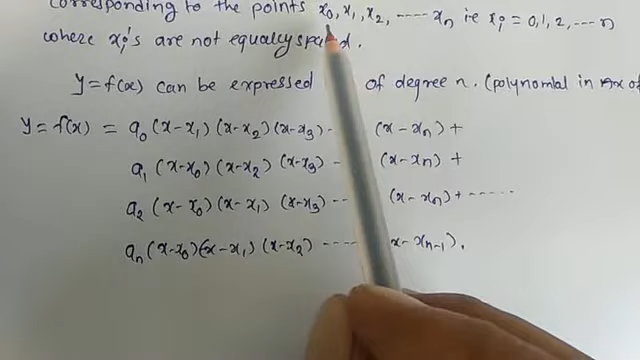 corresponding to the points x₀, x₁, x₂, ---- xₙ ie xᵢ = 0, 1, 2, --- n
where xᵢ's are not equally spaced.
y = f(x) can be expressed of degree n. (polynomial in x of
y = f(x) = a₀ (x-x₁) (x-x₂) (x-x₃) -- (x-xₙ) +
a₁ (x-x₀) (x-x₂) (x-x₃) -- (x-xₙ) +
a₂ (x-x₀) (x-x₁) (x-x₃) -- (x-xₙ) + -----
aₙ (x-x₀) (x-x₁) (x-x₂) ---- x-xₙ₋₁).